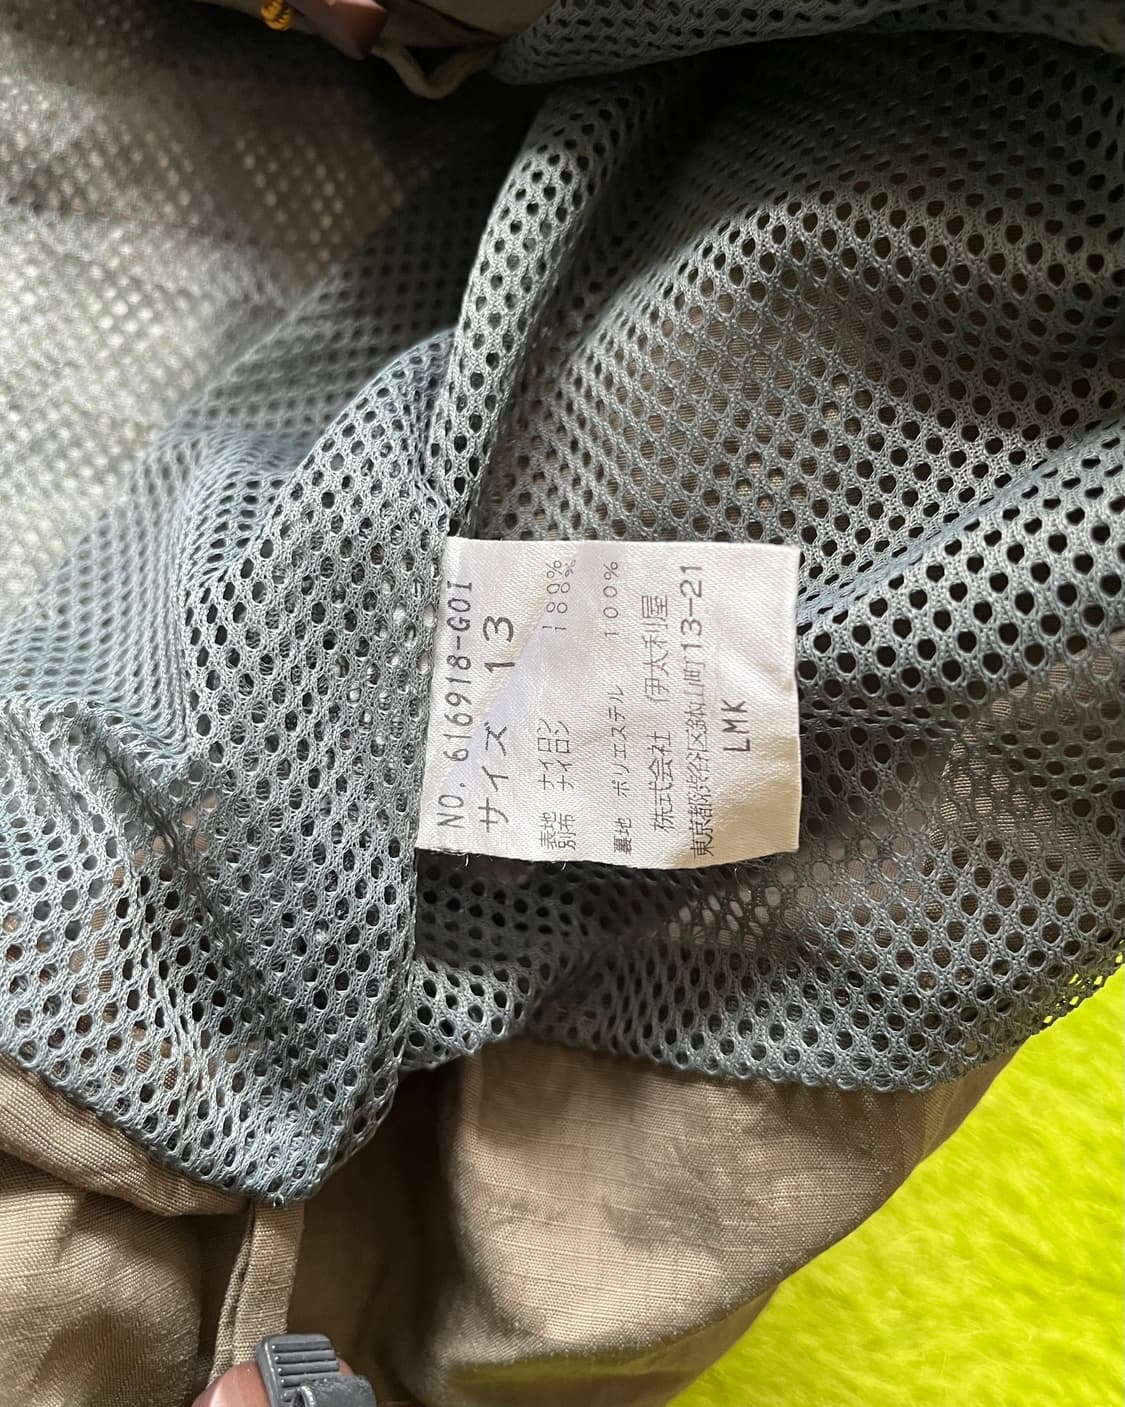 NO. 616918-GOI
サイズ 13
表地 ナイロン 100%
別布 ナイロン 100%
裏地 ポリエステル 100%
株式会社 伊太利屋
東京都渋谷区鉢山町13-21
LMK